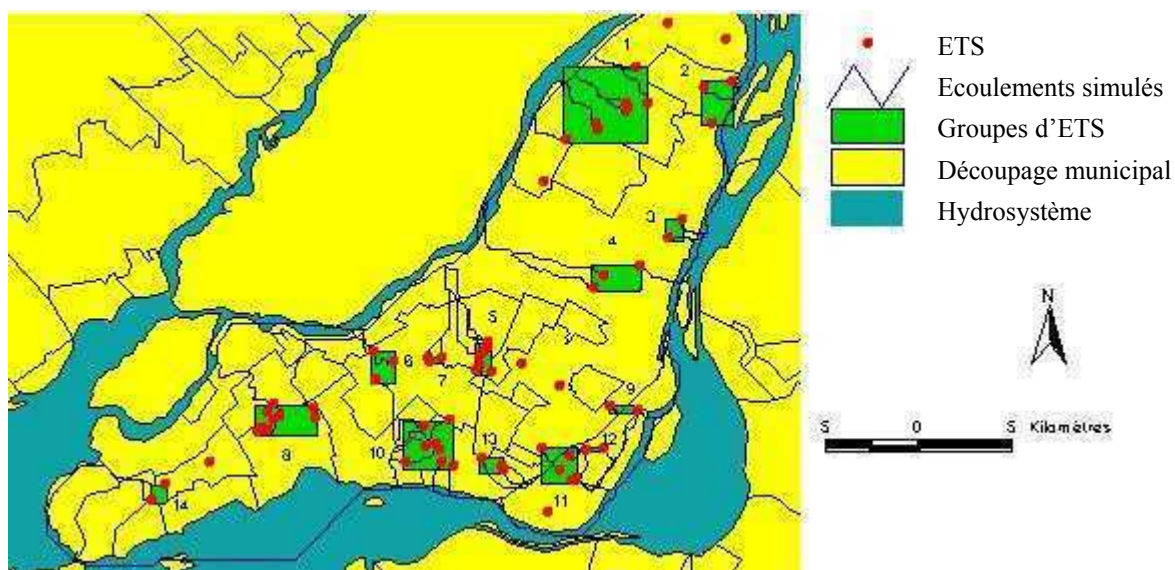 1
2
3
4
5
6
7
8
9
10
13
12
11
14
ETS
Ecoulements simulés
Groupes d'ETS
Découpage municipal
Hydrosystème
N
5 0 5 Kilomètres